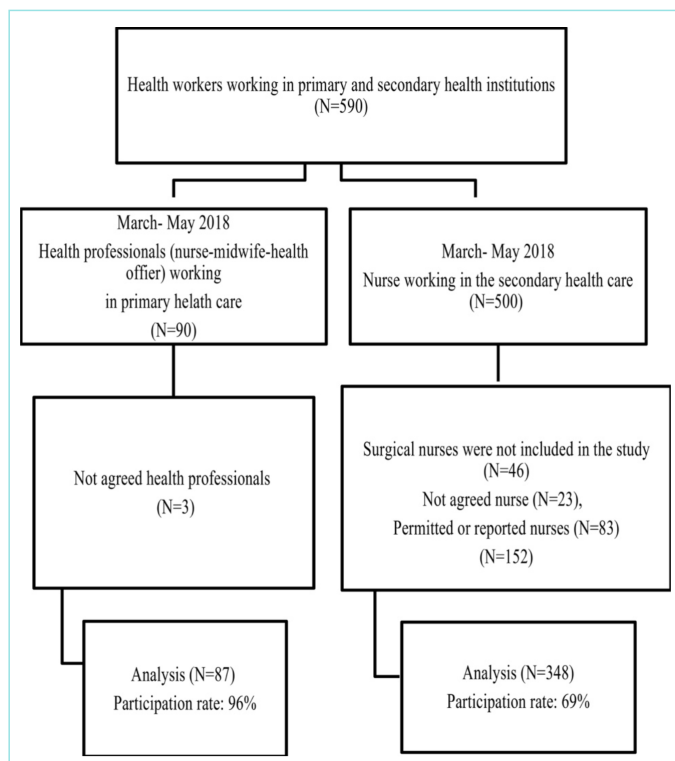 Health workers working in primary and secondary health institutions
(N=590)
March- May 2018
Health professionals (nurse-midwife-health
offier) working
in primary helath care
(N=90)
March- May 2018
Nurse working in the secondary health care
(N=500)
Not agreed health professionals
(N=3)
Surgical nurses were not included in the study
(N=46)
Not agreed nurse (N=23),
Permitted or reported nurses (N=83)
(N=152)
Analysis (N=87)
Participation rate: 96%
Analysis (N=348)
Participation rate: 69%